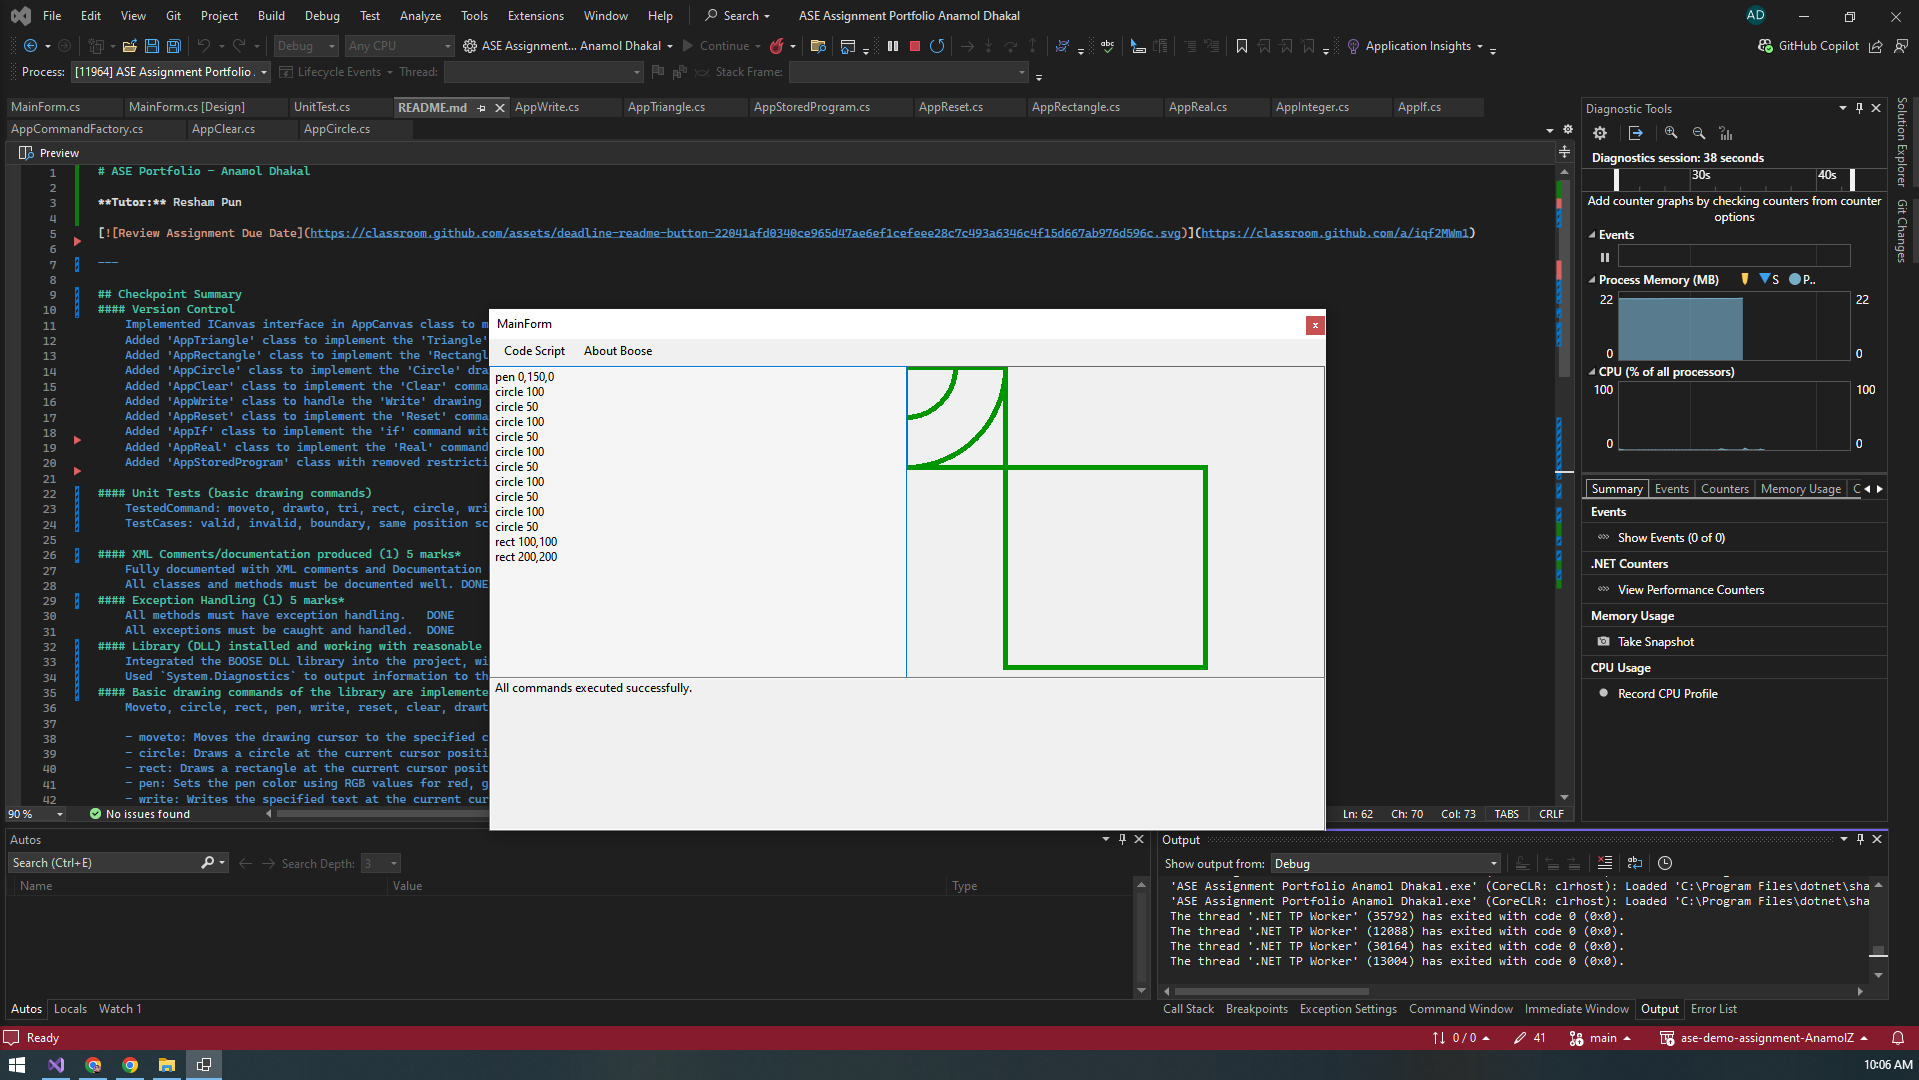 File Edit View Git Project Build Debug Test Analyze Tools Extensions Window Help Search ASE Assignment Portfolio Anamol Dhakal AD
Debug Any CPU ASE Assignment... Anamol Dhakal Continue Application Insights GitHub Copilot
Process: [11964] ASE Assignment Portfolio . Lifecycle Events Thread: Stack Frame:
MainForm.cs MainForm.cs [Design] UnitTest.cs README.md AppWrite.cs AppTriangle.cs AppStoredProgram.cs AppReset.cs AppRectangle.cs AppReal.cs AppInteger.cs AppIf.cs
AppCommandFactory.cs AppClear.cs AppCircle.cs
Preview
1 # ASE Portfolio - Anamol Dhakal
2
3 **Tutor:** Resham Pun
4
5 [![Review Assignment Due Date](https://classroom.github.com/assets/deadline-readme-button-22041afd0340ce965d47ae6ef1cefeee28c7c493a6346c4f15d667ab976d596c.svg)](https://classroom.github.com/a/iqf2MWm1)
6
7 ---
8
9 ## Checkpoint Summary
10 #### Version Control
11 Implemented ICanvas interface in AppCanvas class to m
12 Added 'AppTriangle' class to implement the 'Triangle'
13 Added 'AppRectangle' class to implement the 'Rectangl
14 Added 'AppCircle' class to implement the 'Circle' dra
15 Added 'AppClear' class to implement the 'Clear' comma
16 Added 'AppWrite' class to handle the 'Write' drawing
17 Added 'AppReset' class to implement the 'Reset' comma
18 Added 'AppIf' class to implement the 'if' command wit
19 Added 'AppReal' class to implement the 'Real' command
20 Added 'AppStoredProgram' class with removed restricti
21
22 #### Unit Tests (basic drawing commands)
23 TestedCommand: moveto, drawto, tri, rect, circle, wri
24 TestCases: valid, invalid, boundary, same position sc
25
26 #### XML Comments/documentation produced (1) 5 marks*
27 Fully documented with XML comments and Documentation
28 All classes and methods must be documented well. DONE
29 #### Exception Handling (1) 5 marks*
30 All methods must have exception handling. DONE
31 All exceptions must be caught and handled. DONE
32 #### Library (DLL) installed and working with reasonable
33 Integrated the BOOSE DLL library into the project, wi
34 Used `System.Diagnostics` to output information to th
35 #### Basic drawing commands of the library are implemente
36 Moveto, circle, rect, pen, write, reset, clear, drawt
37
38 - moveto: Moves the drawing cursor to the specified c
39 - circle: Draws a circle at the current cursor positi
40 - rect: Draws a rectangle at the current cursor posit
41 - pen: Sets the pen color using RGB values for red, g
42 - write: Writes the specified text at the current cur
90 % No issues found Ln: 62 Ch: 70 Col: 73 TABS CRLF
MainForm x
Code Script About Boose
pen 0,150,0
circle 100
circle 50
circle 100
circle 50
circle 100
circle 50
circle 100
circle 50
circle 100
circle 50
rect 100,100
rect 200,200
All commands executed successfully.
Diagnostic Tools
Diagnostics session: 38 seconds
30s 40s
Add counter graphs by checking counters from counter
options
Events
Process Memory (MB) S P..
22 22
0 0
CPU (% of all processors)
100 100
0 0
Summary Events Counters Memory Usage C
Events
Show Events (0 of 0)
.NET Counters
View Performance Counters
Memory Usage
Take Snapshot
CPU Usage
Record CPU Profile
Solution Explorer
Git Changes
Autos
Search (Ctrl+E) Search Depth: 3
Name Value Type
Autos Locals Watch 1
Output
Show output from: Debug
'ASE Assignment Portfolio Anamol Dhakal.exe' (CoreCLR: clrhost): Loaded 'C:\Program Files\dotnet\sha
'ASE Assignment Portfolio Anamol Dhakal.exe' (CoreCLR: clrhost): Loaded 'C:\Program Files\dotnet\sha
The thread '.NET TP Worker' (35792) has exited with code 0 (0x0).
The thread '.NET TP Worker' (12088) has exited with code 0 (0x0).
The thread '.NET TP Worker' (30164) has exited with code 0 (0x0).
The thread '.NET TP Worker' (13004) has exited with code 0 (0x0).
Call Stack Breakpoints Exception Settings Command Window Immediate Window Output Error List
Ready 0 / 0 41 main ase-demo-assignment-AnamolZ
10:06 AM